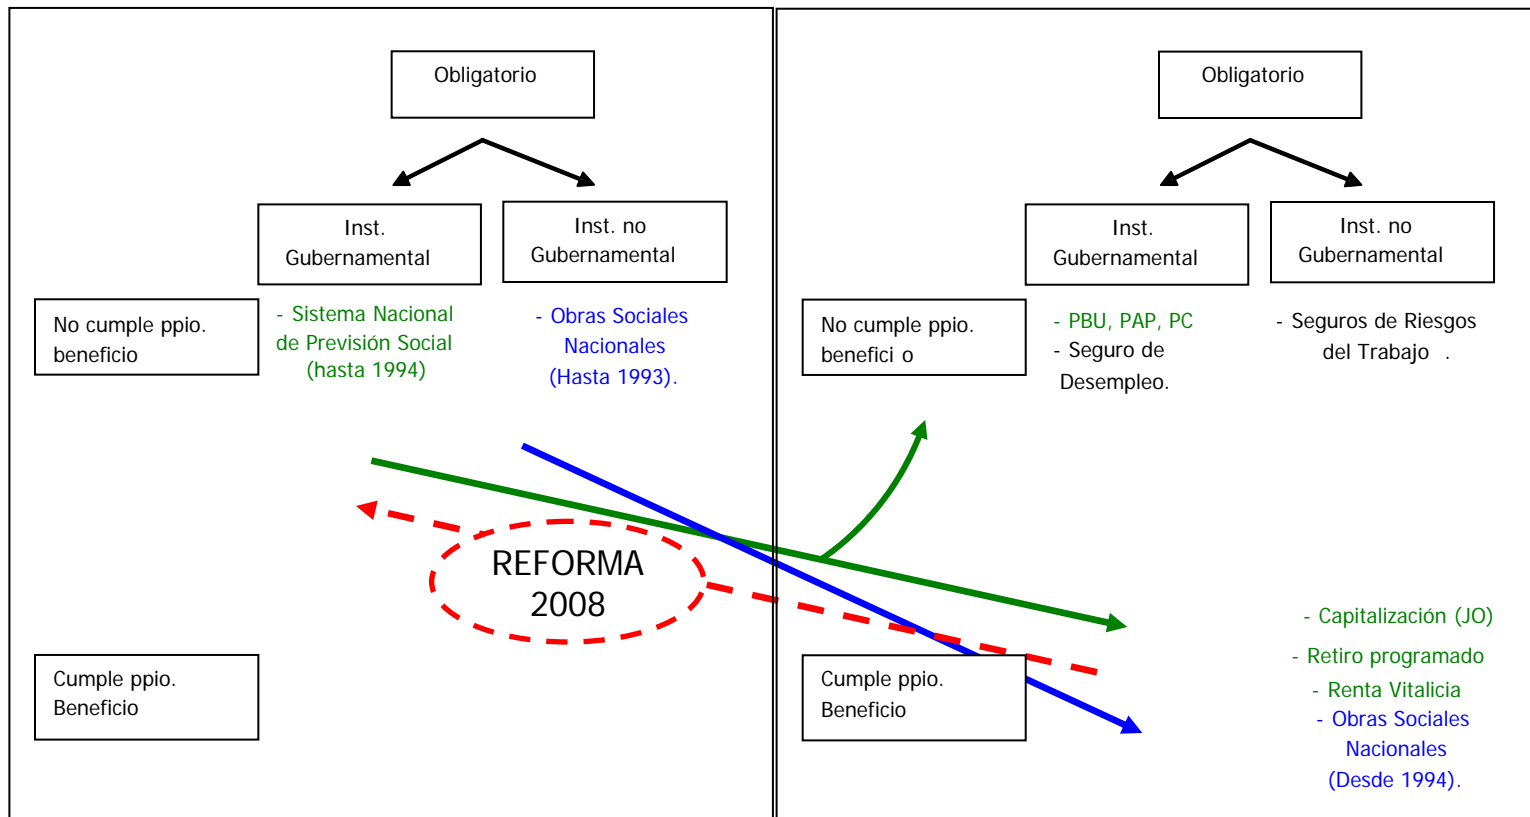 Obligatorio
Inst.
Gubernamental
Inst. no
Gubernamental
No cumple ppio.
beneficio
- Sistema Nacional
de Previsión Social
(hasta 1994)
- Obras Sociales
Nacionales
(Hasta 1993).
REFORMA
2008
Cumple ppio.
Beneficio
Obligatorio
Inst.
Gubernamental
Inst. no
Gubernamental
No cumple ppio.
benefici o
- PBU, PAP, PC
- Seguro de
Desempleo.
- Seguros de Riesgos
del Trabajo .
Cumple ppio.
Beneficio
- Capitalización (JO)
- Retiro programado
- Renta Vitalicia
- Obras Sociales
Nacionales
(Desde 1994).